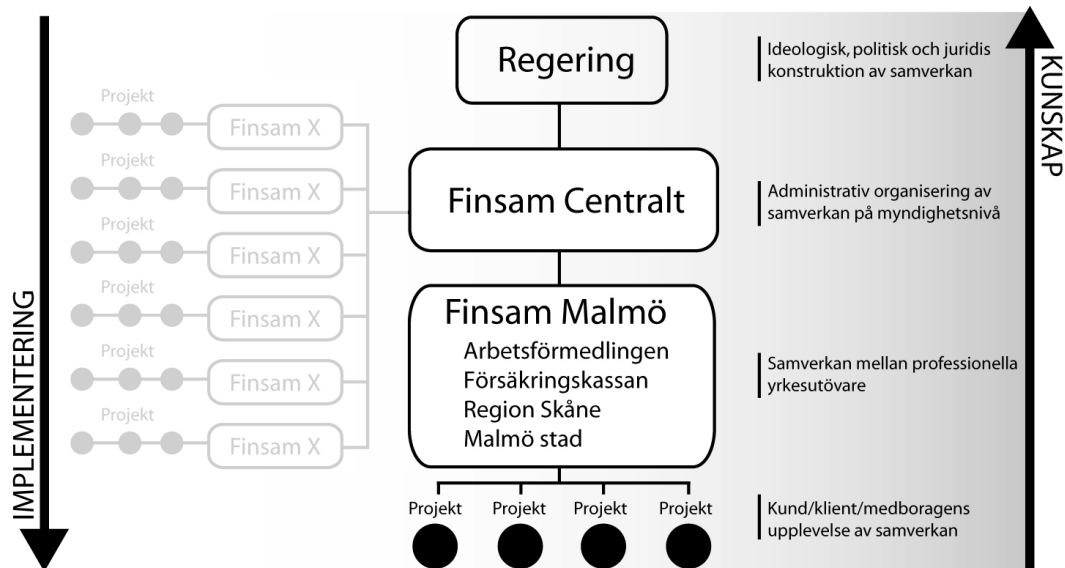 IMPLEMENTERING
Projekt
Finsam X
Projekt
Finsam X
Projekt
Finsam X
Projekt
Finsam X
Projekt
Finsam X
Projekt
Finsam X
Regering
Finsam Centralt
Finsam Malmö
Arbetsförmedlingen
Försäkringskassan
Region Skåne
Malmö stad
Projekt
Projekt
Projekt
Projekt
Ideologisk, politisk och juridis
konstruktion av samverkan
Administrativ organisering av
samverkan på myndighetsnivå
Samverkan mellan professionella
yrkesutövare
Kund/klient/medboragens
upplevelse av samverkan
KUNSKAP